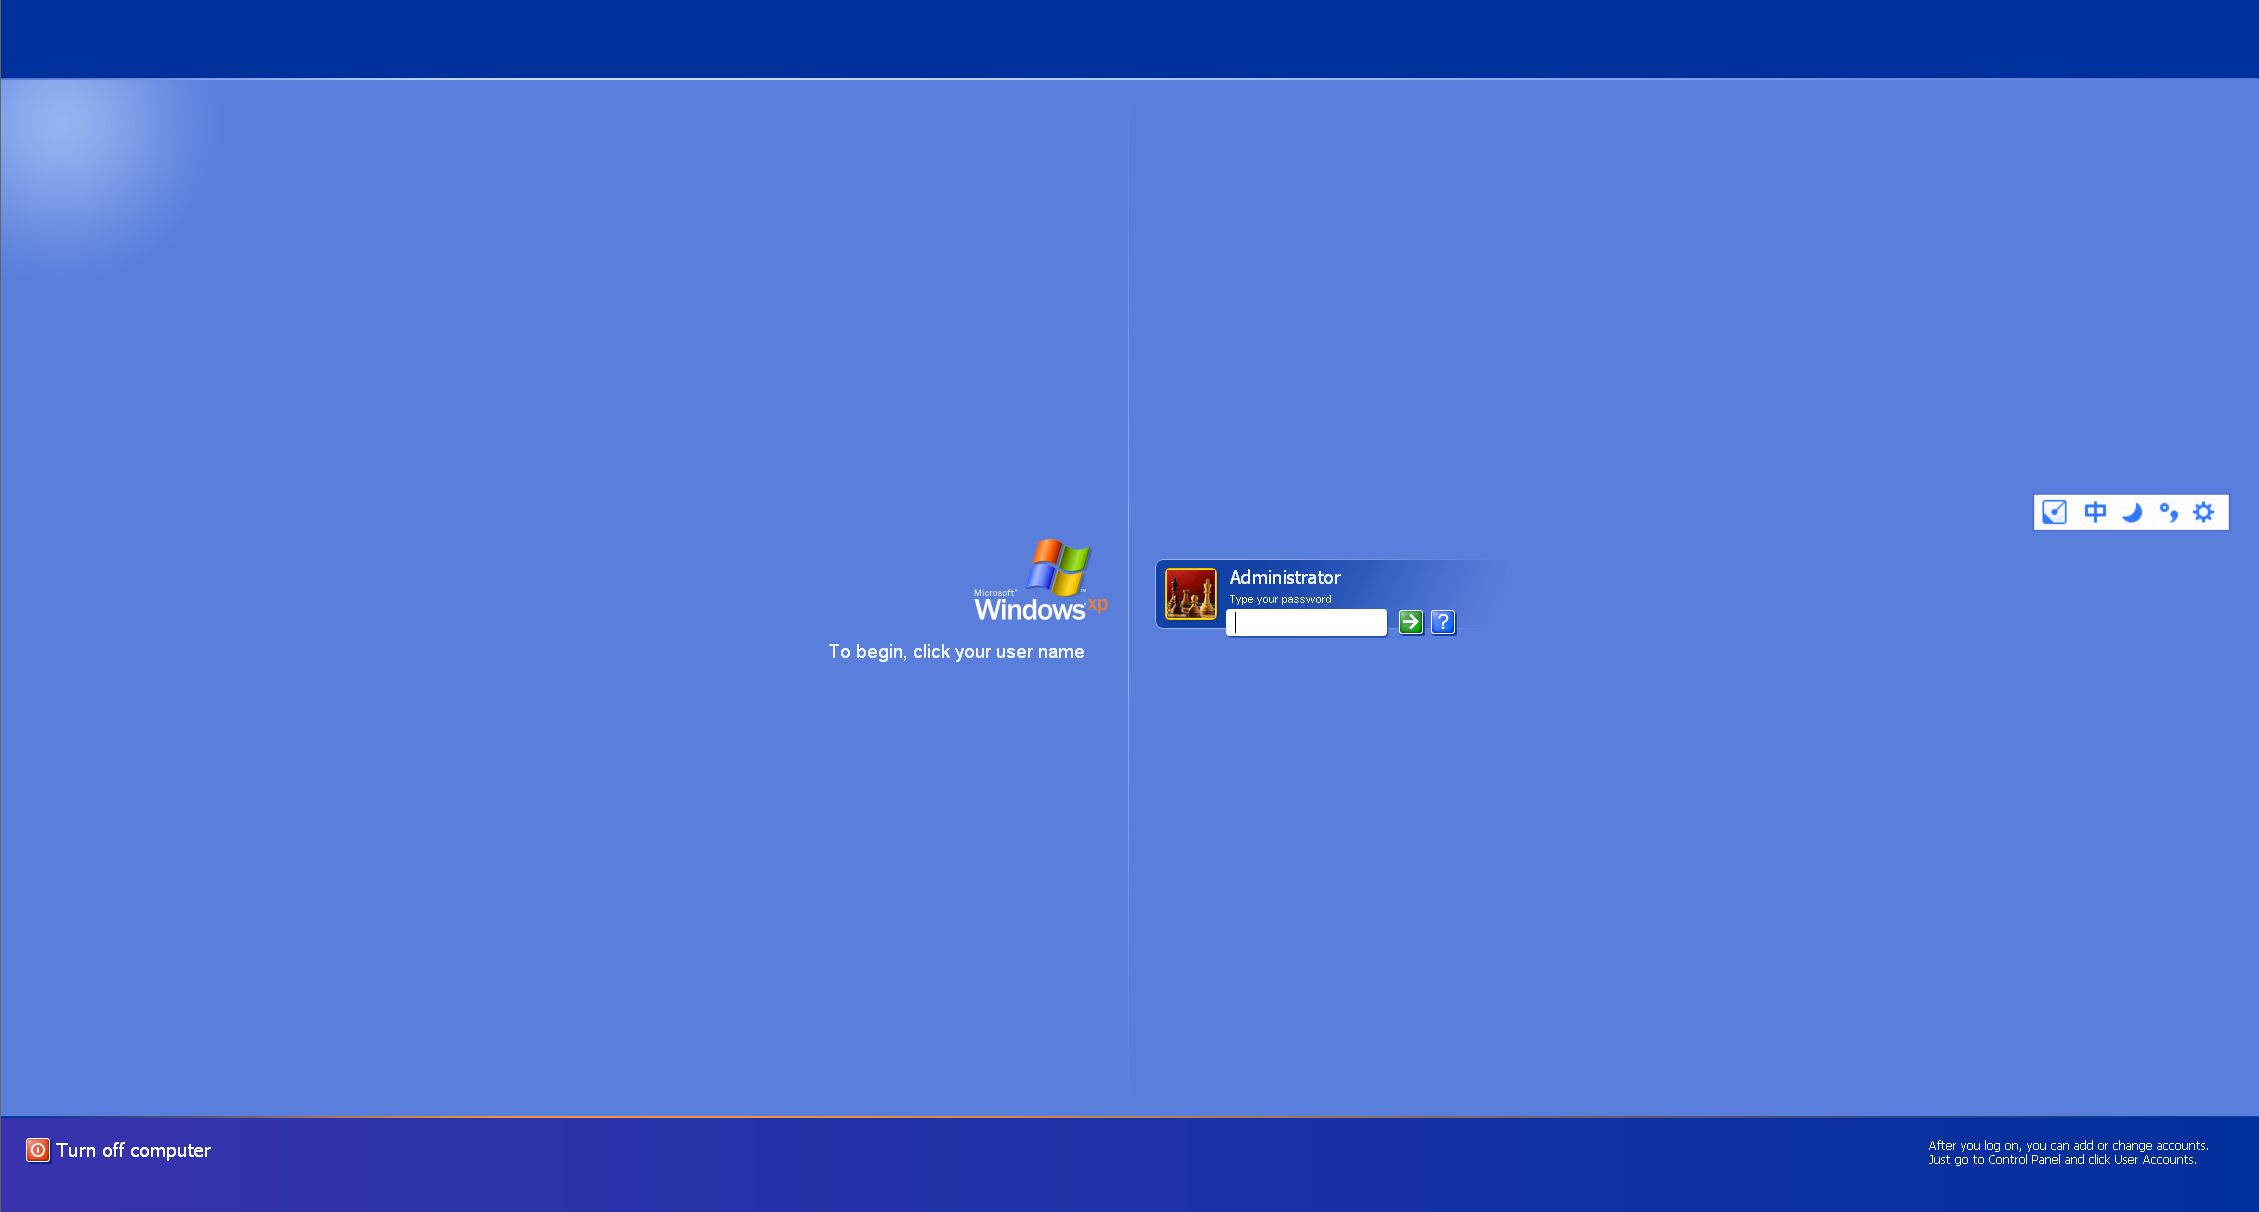 Microsoft®
Windows xp
™
To begin, click your user name
Administrator
Type your password
?
中
Turn off computer
After you log on, you can add or change accounts.
Just go to Control Panel and click User Accounts.